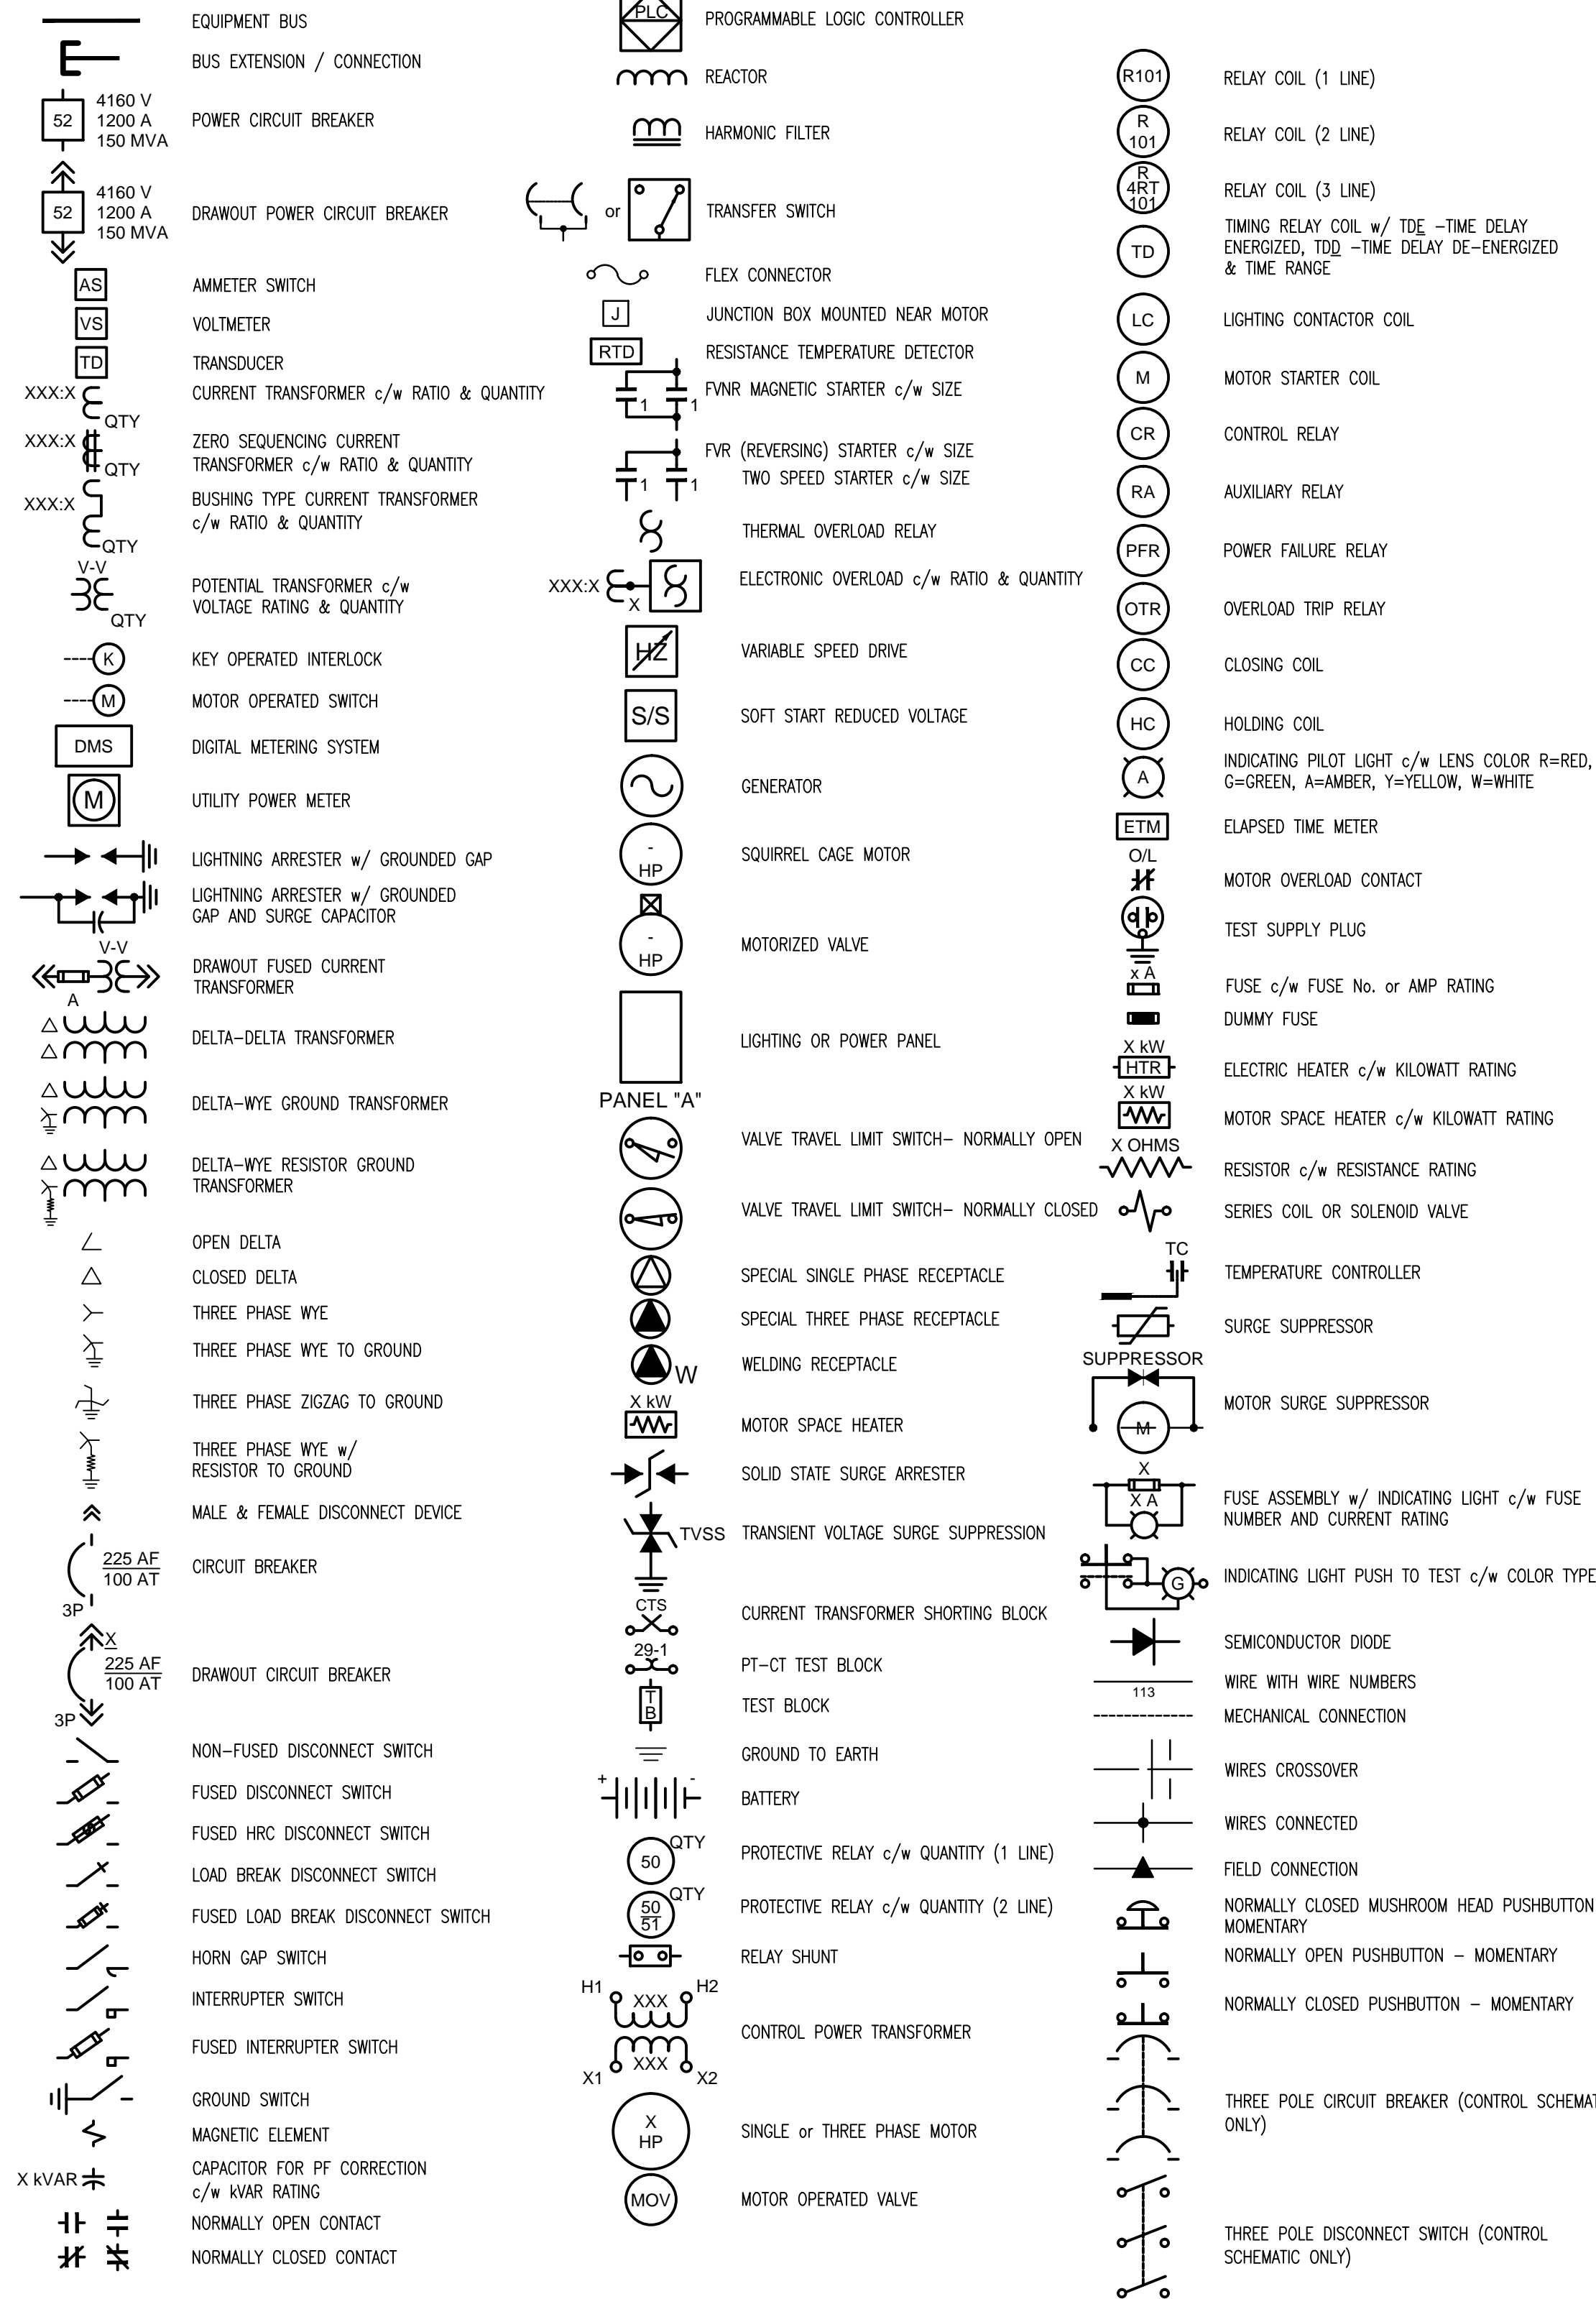 EQUIPMENT BUS
BUS EXTENSION / CONNECTION
52
4160 V
1200 A
150 MVA
POWER CIRCUIT BREAKER
52
4160 V
1200 A
150 MVA
DRAWOUT POWER CIRCUIT BREAKER
AS
AMMETER SWITCH
VS
VOLTMETER
TD
TRANSDUCER
XXX:X
QTY
CURRENT TRANSFORMER c/w RATIO & QUANTITY
XXX:X
QTY
ZERO SEQUENCING CURRENT
TRANSFORMER c/w RATIO & QUANTITY
XXX:X
QTY
BUSHING TYPE CURRENT TRANSFORMER
c/w RATIO & QUANTITY
V-V
QTY
POTENTIAL TRANSFORMER c/w
VOLTAGE RATING & QUANTITY
K
KEY OPERATED INTERLOCK
M
MOTOR OPERATED SWITCH
DMS
DIGITAL METERING SYSTEM
M
UTILITY POWER METER
LIGHTNING ARRESTER w/ GROUNDED GAP
LIGHTNING ARRESTER w/ GROUNDED
GAP AND SURGE CAPACITOR
V-V
A
DRAWOUT FUSED CURRENT
TRANSFORMER
DELTA-DELTA TRANSFORMER
DELTA-WYE GROUND TRANSFORMER
DELTA-WYE RESISTOR GROUND
TRANSFORMER
OPEN DELTA
CLOSED DELTA
THREE PHASE WYE
THREE PHASE WYE TO GROUND
THREE PHASE ZIGZAG TO GROUND
THREE PHASE WYE w/
RESISTOR TO GROUND
MALE & FEMALE DISCONNECT DEVICE
225 AF
100 AT
3P
CIRCUIT BREAKER
X
225 AF
100 AT
3P
DRAWOUT CIRCUIT BREAKER
NON-FUSED DISCONNECT SWITCH
FUSED DISCONNECT SWITCH
FUSED HRC DISCONNECT SWITCH
LOAD BREAK DISCONNECT SWITCH
FUSED LOAD BREAK DISCONNECT SWITCH
HORN GAP SWITCH
INTERRUPTER SWITCH
FUSED INTERRUPTER SWITCH
GROUND SWITCH
MAGNETIC ELEMENT
X kVAR
CAPACITOR FOR PF CORRECTION
c/w kVAR RATING
NORMALLY OPEN CONTACT
NORMALLY CLOSED CONTACT
PLC
PROGRAMMABLE LOGIC CONTROLLER
REACTOR
HARMONIC FILTER
or
TRANSFER SWITCH
FLEX CONNECTOR
J
JUNCTION BOX MOUNTED NEAR MOTOR
RTD
RESISTANCE TEMPERATURE DETECTOR
1 1
FVNR MAGNETIC STARTER c/w SIZE
1 1
FVR (REVERSING) STARTER c/w SIZE
TWO SPEED STARTER c/w SIZE
THERMAL OVERLOAD RELAY
XXX:X
X
ELECTRONIC OVERLOAD c/w RATIO & QUANTITY
HZ
VARIABLE SPEED DRIVE
S/S
SOFT START REDUCED VOLTAGE
GENERATOR
-
HP
SQUIRREL CAGE MOTOR
-
HP
MOTORIZED VALVE
LIGHTING OR POWER PANEL
PANEL "A"
VALVE TRAVEL LIMIT SWITCH- NORMALLY OPEN
VALVE TRAVEL LIMIT SWITCH- NORMALLY CLOSED
SPECIAL SINGLE PHASE RECEPTACLE
SPECIAL THREE PHASE RECEPTACLE
W
WELDING RECEPTACLE
X kW
MOTOR SPACE HEATER
SOLID STATE SURGE ARRESTER
TVSS
TRANSIENT VOLTAGE SURGE SUPPRESSION
CTS
CURRENT TRANSFORMER SHORTING BLOCK
29-1
PT-CT TEST BLOCK
T
B
TEST BLOCK
GROUND TO EARTH
+ -
BATTERY
50
QTY
PROTECTIVE RELAY c/w QUANTITY (1 LINE)
50
51
QTY
PROTECTIVE RELAY c/w QUANTITY (2 LINE)
RELAY SHUNT
H1 XXX H2
X1 XXX X2
CONTROL POWER TRANSFORMER
X
HP
SINGLE or THREE PHASE MOTOR
MOV
MOTOR OPERATED VALVE
R101
RELAY COIL (1 LINE)
R
101
RELAY COIL (2 LINE)
R
4RT
101
RELAY COIL (3 LINE)
TD
TIMING RELAY COIL w/ TDE -TIME DELAY
ENERGIZED, TDD -TIME DELAY DE-ENERGIZED
& TIME RANGE
LC
LIGHTING CONTACTOR COIL
M
MOTOR STARTER COIL
CR
CONTROL RELAY
RA
AUXILIARY RELAY
PFR
POWER FAILURE RELAY
OTR
OVERLOAD TRIP RELAY
CC
CLOSING COIL
HC
HOLDING COIL
A
INDICATING PILOT LIGHT c/w LENS COLOR R=RED,
G=GREEN, A=AMBER, Y=YELLOW, W=WHITE
ETM
ELAPSED TIME METER
O/L
MOTOR OVERLOAD CONTACT
TEST SUPPLY PLUG
x A
FUSE c/w FUSE No. or AMP RATING
DUMMY FUSE
X kW
HTR
ELECTRIC HEATER c/w KILOWATT RATING
X kW
MOTOR SPACE HEATER c/w KILOWATT RATING
X OHMS
RESISTOR c/w RESISTANCE RATING
SERIES COIL OR SOLENOID VALVE
TC
TEMPERATURE CONTROLLER
SURGE SUPPRESSOR
SUPPRESSOR
M
MOTOR SURGE SUPPRESSOR
X
X A
FUSE ASSEMBLY w/ INDICATING LIGHT c/w FUSE
NUMBER AND CURRENT RATING
G
INDICATING LIGHT PUSH TO TEST c/w COLOR TYPE
SEMICONDUCTOR DIODE
113
WIRE WITH WIRE NUMBERS
MECHANICAL CONNECTION
WIRES CROSSOVER
WIRES CONNECTED
FIELD CONNECTION
NORMALLY CLOSED MUSHROOM HEAD PUSHBUTTON
MOMENTARY
NORMALLY OPEN PUSHBUTTON - MOMENTARY
NORMALLY CLOSED PUSHBUTTON - MOMENTARY
THREE POLE CIRCUIT BREAKER (CONTROL SCHEMAT
ONLY)
THREE POLE DISCONNECT SWITCH (CONTROL
SCHEMATIC ONLY)